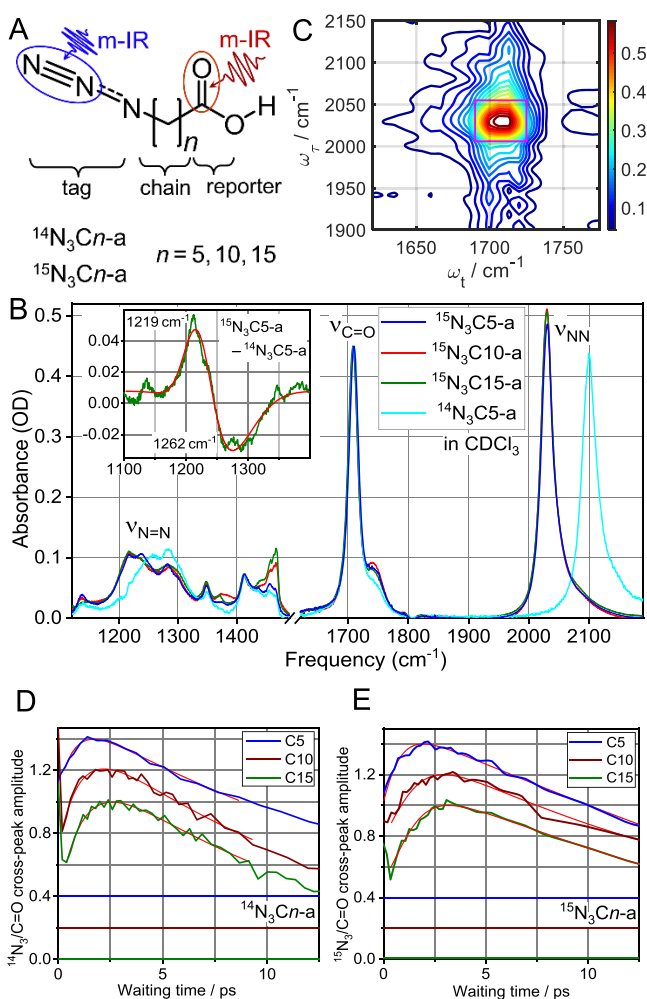 A
m-IR
m-IR
N≡N---N
O
O
H
[ ]n
tag
chain
reporter
¹⁴N₃Cn-a
¹⁵N₃Cn-a
n = 5, 10, 15
C
2150
2100
2050
2000
1950
1900
ω_τ / cm⁻¹
1650
1700
1750
ω_t / cm⁻¹
0.5
0.4
0.3
0.2
0.1
B
Absorbance (OD)
0.5
0.4
0.3
0.2
0.1
0.0
1219 cm⁻¹
¹⁵N₃C5-a
– ¹⁴N₃C5-a
1262 cm⁻¹
0.04
0.02
0.00
-0.02
1100
1200
1300
ν_C=O
¹⁵N₃C5-a
¹⁵N₃C10-a
¹⁵N₃C15-a
¹⁴N₃C5-a
in CDCl₃
ν_NN
ν_N=N
1200
1300
1400
1700
1800
1900
2000
2100
Frequency (cm⁻¹)
D
¹⁴N₃/C=O cross-peak amplitude
1.2
0.8
0.4
0.0
C5
C10
C15
¹⁴N₃Cn-a
0
5
10
Waiting time / ps
E
¹⁵N₃/C=O cross-peak amplitude
1.2
0.8
0.4
0.0
C5
C10
C15
¹⁵N₃Cn-a
0
5
10
Waiting time / ps